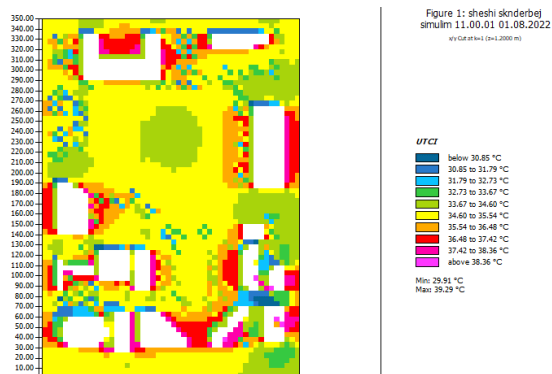 350.00
340.00
330.00
320.00
310.00
300.00
290.00
280.00
270.00
260.00
250.00
240.00
230.00
220.00
210.00
200.00
190.00
180.00
170.00
160.00
150.00
140.00
130.00
120.00
110.00
100.00
90.00
80.00
70.00
60.00
50.00
40.00
30.00
20.00
10.00
Figure 1: sheshi sknderbej
simulim 11.00.01 01.08.2022
x/y Cut at k=1 (z=1.2000 m)
UTCI
below 30.85 °C
30.85 to 31.79 °C
31.79 to 32.73 °C
32.73 to 33.67 °C
33.67 to 34.60 °C
34.60 to 35.54 °C
35.54 to 36.48 °C
36.48 to 37.42 °C
37.42 to 38.36 °C
above 38.36 °C
Min: 29.91 °C
Max: 39.29 °C